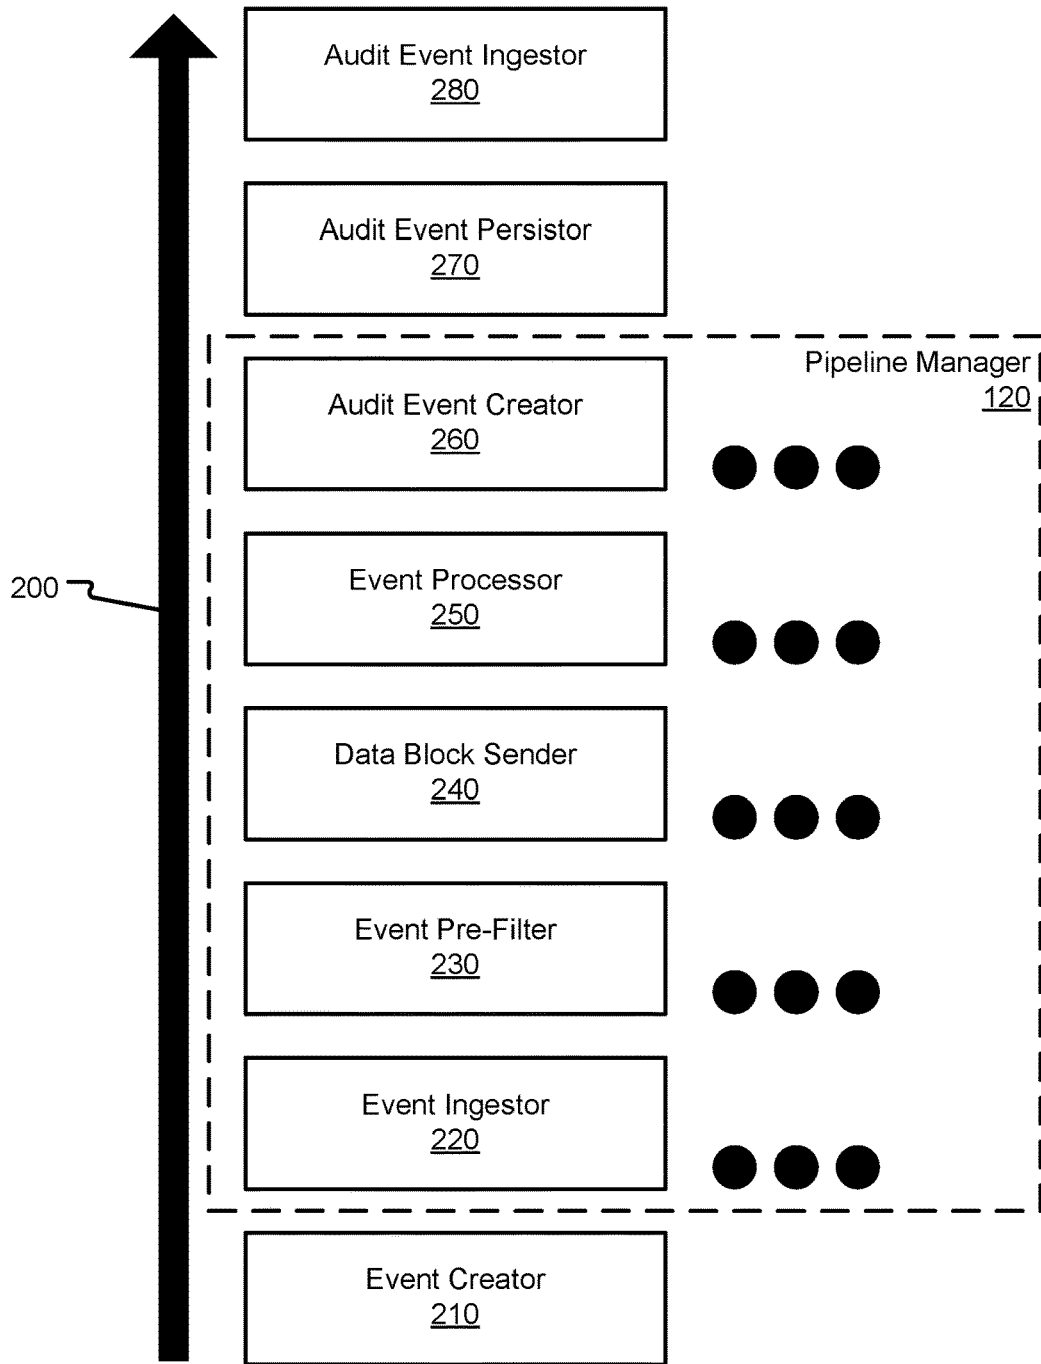 Audit Event Ingestor
280
Audit Event Persistor
270
Pipeline Manager
120
Audit Event Creator
260
Event Processor
250
200
Data Block Sender
240
Event Pre-Filter
230
Event Ingestor
220
Event Creator
210